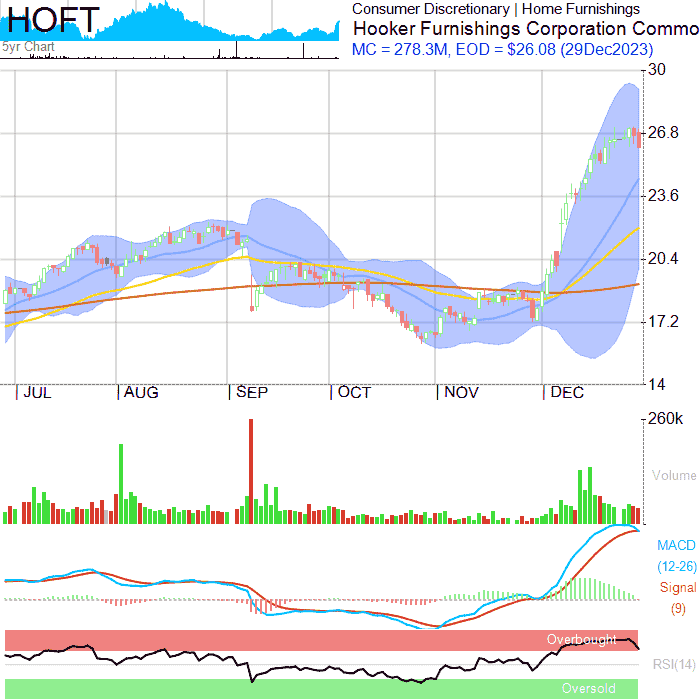 HOFT
5yr Chart
Consumer Discretionary | Home Furnishings
Hooker Furnishings Corporation Commo
MC = 278.3M, EOD = $26.08 (29Dec2023)
30
26.8
23.6
20.4
17.2
14
JUL AUG SEP OCT NOV DEC
260k
Volume
MACD
(12-26)
Signal
(9)
Overbought
RSI(14)
Oversold